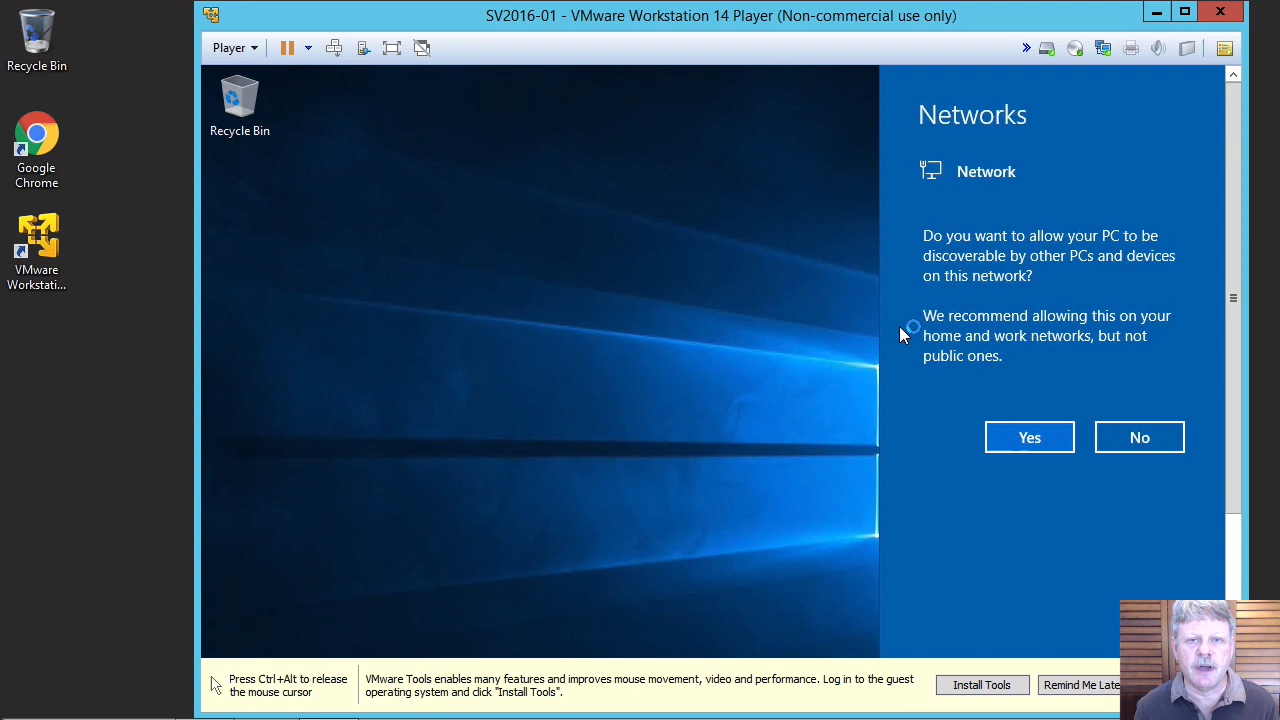 Recycle Bin
Google
Chrome
VMware
Workstati...
SV2016-01 - VMware Workstation 14 Player (Non-commercial use only)
Player
Recycle Bin
Networks
Network
Do you want to allow your PC to be
discoverable by other PCs and devices
on this network?
We recommend allowing this on your
home and work networks, but not
public ones.
Yes
No
Press Ctrl+Alt to release
the mouse cursor
VMware Tools enables many features and improves mouse movement, video and performance. Log in to the guest
operating system and click "Install Tools".
Install Tools
Remind Me Late